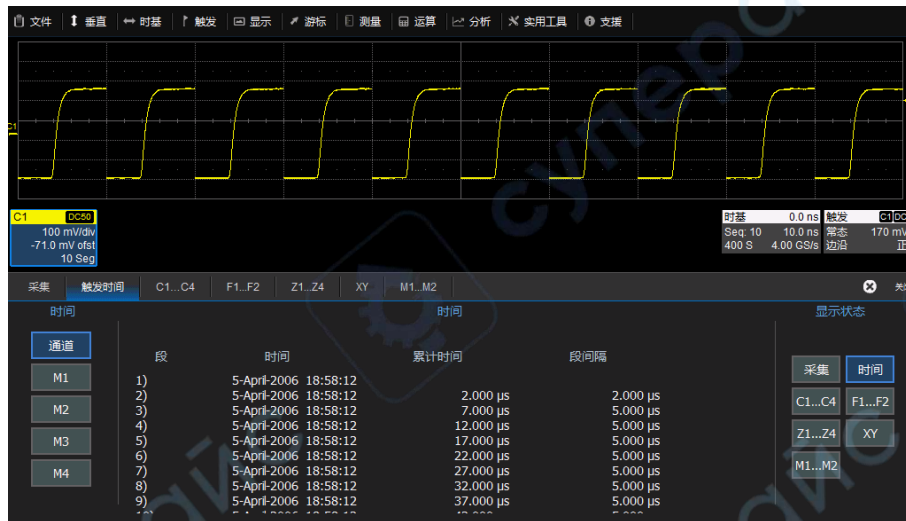 文件 垂直 时基 触发 显示 游标 测量 运算 分析 实用工具 支援
C1
C1 DC50
100 mV/div
-71.0 mV ofst
10 Seg
时基 0.0 ns
Seq: 10 10.0 ns
400 S 4.00 GS/s
触发 C1 DC
常态 170 mV
边沿 正
采集 触发时间 C1...C4 F1...F2 Z1...Z4 XY M1...M2
时间 时间 显示状态
通道
M1
M2
M3
M4
段 时间 累计时间 段间隔
1) 5-April-2006 18:58:12
2) 5-April-2006 18:58:12 2.000 µs 2.000 µs
3) 5-April-2006 18:58:12 7.000 µs 5.000 µs
4) 5-April-2006 18:58:12 12.000 µs 5.000 µs
5) 5-April-2006 18:58:12 17.000 µs 5.000 µs
6) 5-April-2006 18:58:12 22.000 µs 5.000 µs
7) 5-April-2006 18:58:12 27.000 µs 5.000 µs
8) 5-April-2006 18:58:12 32.000 µs 5.000 µs
9) 5-April-2006 18:58:12 37.000 µs 5.000 µs
采集 时间
C1...C4 F1...F2
Z1...Z4 XY
M1...M2
супер
айс
айс